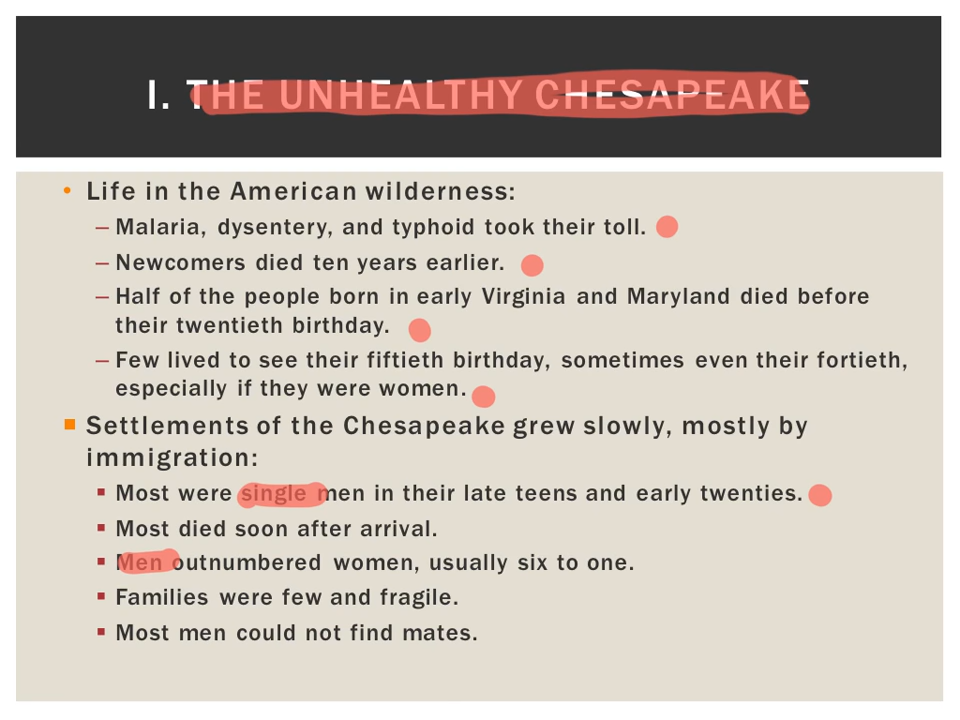 I. THE UNHEALTHY CHESAPEAKE
• Life in the American wilderness:
– Malaria, dysentery, and typhoid took their toll.
– Newcomers died ten years earlier.
– Half of the people born in early Virginia and Maryland died before
their twentieth birthday.
– Few lived to see their fiftieth birthday, sometimes even their fortieth,
especially if they were women.
▪ Settlements of the Chesapeake grew slowly, mostly by
immigration:
▪ Most were single men in their late teens and early twenties.
▪ Most died soon after arrival.
▪ Men outnumbered women, usually six to one.
▪ Families were few and fragile.
▪ Most men could not find mates.